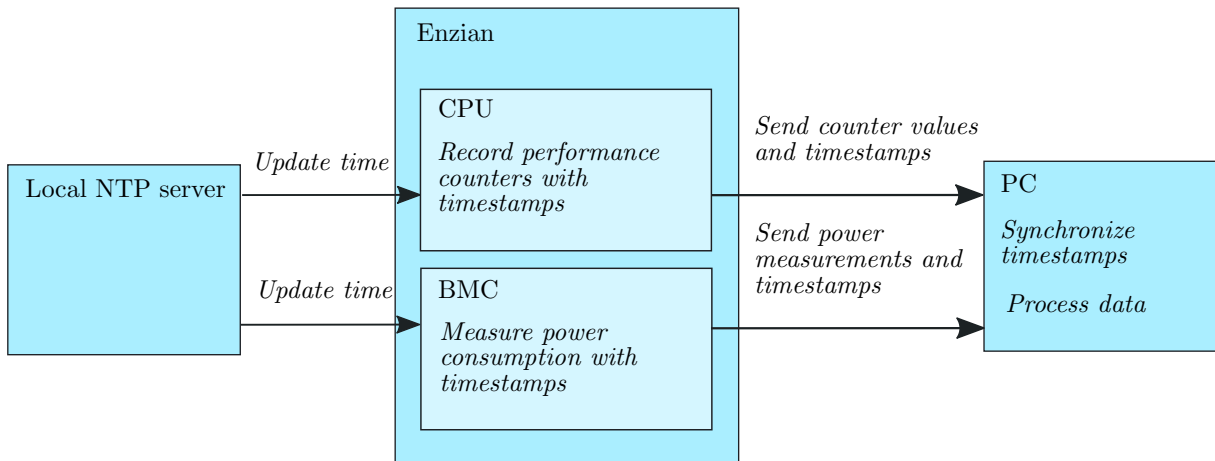 Local NTP server
Update time
Update time
Enzian
CPU
Record performance
counters with
timestamps
BMC
Measure power
consumption with
timestamps
Send counter values
and timestamps
Send power
measurements and
timestamps
PC
Synchronize
timestamps
Process data